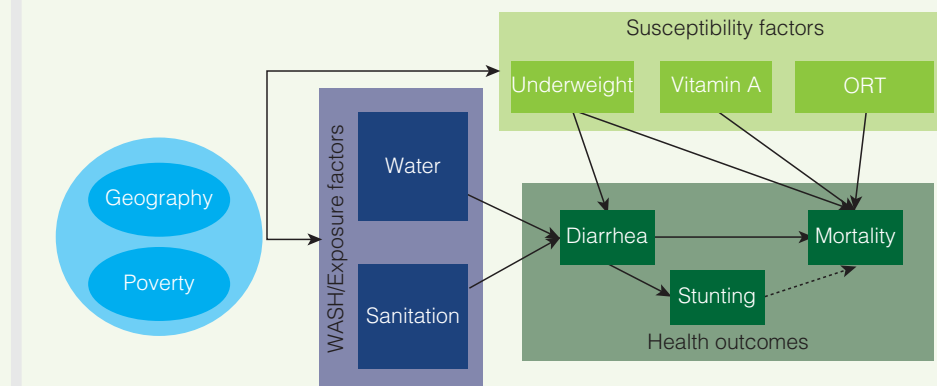 Susceptibility factors
Underweight
Vitamin A
ORT
WASH/Exposure factors
Water
Sanitation
Geography
Poverty
Diarrhea
Mortality
Stunting
Health outcomes